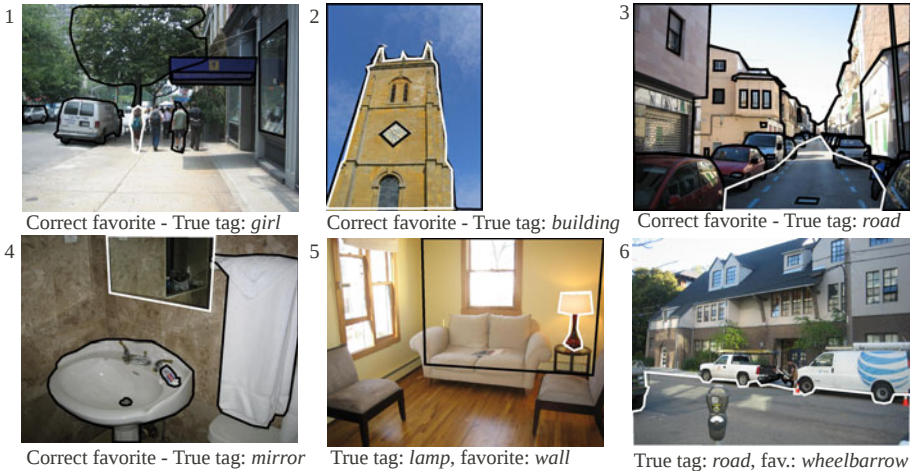 1
2
3
Correct favorite - True tag: girl
Correct favorite - True tag: building
Correct favorite - True tag: road
4
5
6
Correct favorite - True tag: mirror
True tag: lamp, favorite: wall
True tag: road, fav.: wheelbarrow